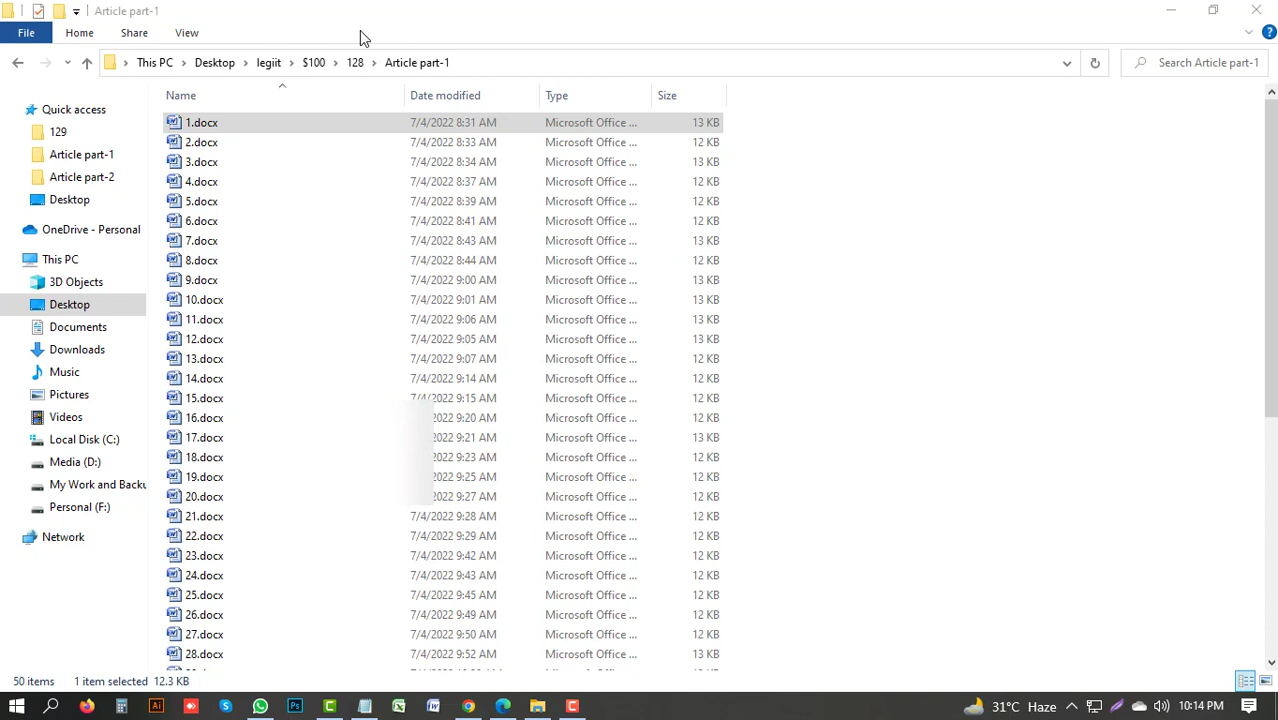 Article part-1
File Home Share View
This PC Desktop legiit $100 128 Article part-1 Search Article part-1
Name Date modified Type Size
Quick access
129
Article part-1
Article part-2
Desktop
OneDrive - Personal
This PC
3D Objects
Desktop
Documents
Downloads
Music
Pictures
Videos
Local Disk (C:)
Media (D:)
My Work and Backu
Personal (F:)
Network
1.docx 7/4/2022 8:31 AM Microsoft Office ... 13 KB
2.docx 7/4/2022 8:33 AM Microsoft Office ... 12 KB
3.docx 7/4/2022 8:34 AM Microsoft Office ... 13 KB
4.docx 7/4/2022 8:37 AM Microsoft Office ... 12 KB
5.docx 7/4/2022 8:39 AM Microsoft Office ... 12 KB
6.docx 7/4/2022 8:41 AM Microsoft Office ... 12 KB
7.docx 7/4/2022 8:43 AM Microsoft Office ... 13 KB
8.docx 7/4/2022 8:44 AM Microsoft Office ... 12 KB
9.docx 7/4/2022 9:00 AM Microsoft Office ... 13 KB
10.docx 7/4/2022 9:01 AM Microsoft Office ... 13 KB
11.docx 7/4/2022 9:06 AM Microsoft Office ... 13 KB
12.docx 7/4/2022 9:05 AM Microsoft Office ... 12 KB
13.docx 7/4/2022 9:07 AM Microsoft Office ... 12 KB
14.docx 7/4/2022 9:14 AM Microsoft Office ... 12 KB
15.docx 7/4/2022 9:15 AM Microsoft Office ... 12 KB
16.docx 2022 9:20 AM Microsoft Office ... 12 KB
17.docx 2022 9:21 AM Microsoft Office ... 13 KB
18.docx 2022 9:23 AM Microsoft Office ... 12 KB
19.docx 2022 9:25 AM Microsoft Office ... 12 KB
20.docx 2022 9:27 AM Microsoft Office ... 12 KB
21.docx 7/4/2022 9:28 AM Microsoft Office ... 12 KB
22.docx 7/4/2022 9:29 AM Microsoft Office ... 12 KB
23.docx 7/4/2022 9:42 AM Microsoft Office ... 12 KB
24.docx 7/4/2022 9:43 AM Microsoft Office ... 12 KB
25.docx 7/4/2022 9:45 AM Microsoft Office ... 12 KB
26.docx 7/4/2022 9:49 AM Microsoft Office ... 12 KB
27.docx 7/4/2022 9:50 AM Microsoft Office ... 12 KB
28.docx 7/4/2022 9:52 AM Microsoft Office ... 13 KB
50 items 1 item selected 12.3 KB
31°C Haze 10:14 PM